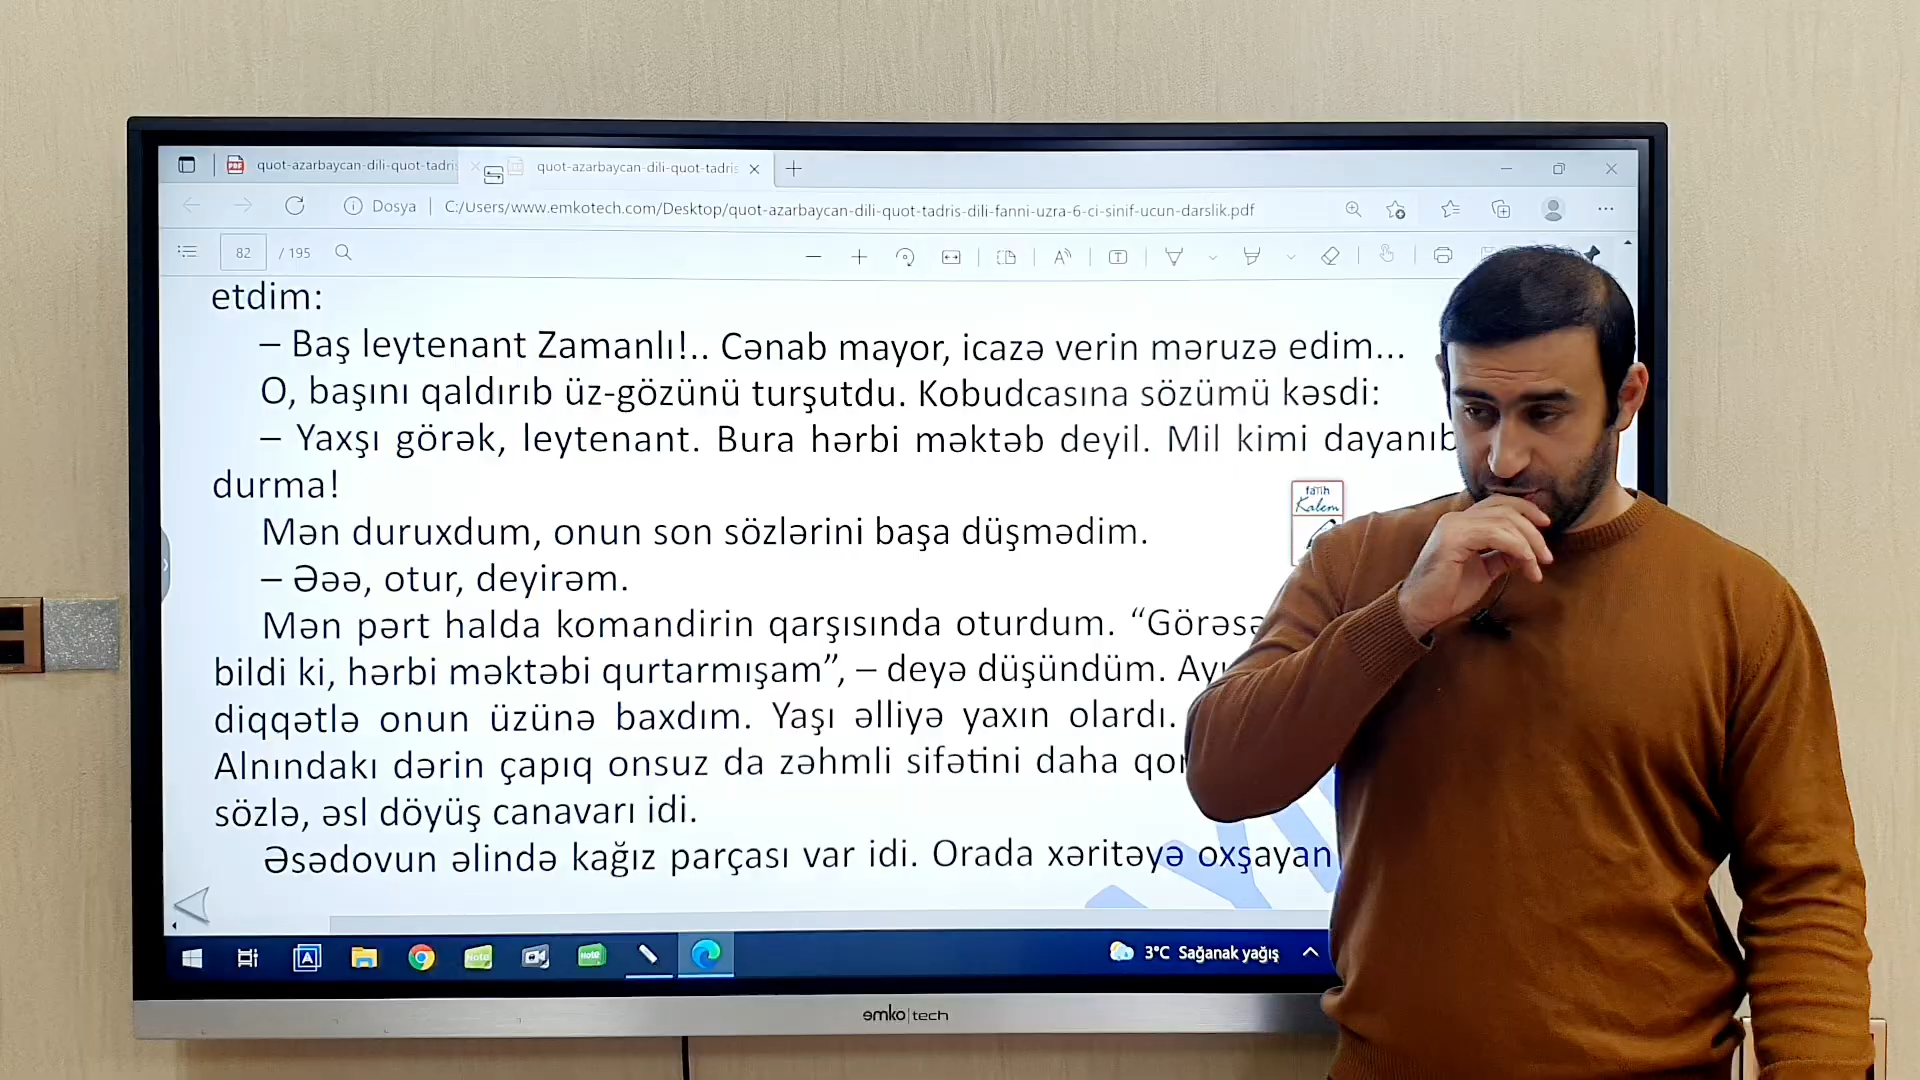 quot-azarbaycan-dili-quot-tadris
quot-azarbaycan-dili-quot-tadris
Dosya
C:/Users/www.emkotech.com/Desktop/quot-azarbaycan-dili-quot-tadris-dili-fanni-uzra-6-ci-sinif-ucun-darslik.pdf
82 / 195
etdim:
– Baş leytenant Zamanlı!.. Cənab mayor, icazə verin məruzə edim...
O, başını qaldırıb üz-gözünü turşutdu. Kobudcasına sözümü kəsdi:
– Yaxşı görək, leytenant. Bura hərbi məktəb deyil. Mil kimi dayanıb
durma!
fatih
Kalem
Mən duruxdum, onun son sözlərini başa düşmədim.
– Əəə, otur, deyirəm.
Mən pərt halda komandirin qarşısında oturdum. “Görəsə
bildi ki, hərbi məktəbi qurtarmışam”, – deyə düşündüm.
diqqətlə onun üzünə baxdım. Yaşı əlliyə yaxın olardı.
Alnındakı dərin çapıq onsuz da zəhmli sifətini daha
sözlə, əsl döyüş canavarı idi.
Əsədovun əlində kağız parçası var idi. Orada xəritəyə oxşayan
3°C Sağanak yağış
emko|tech